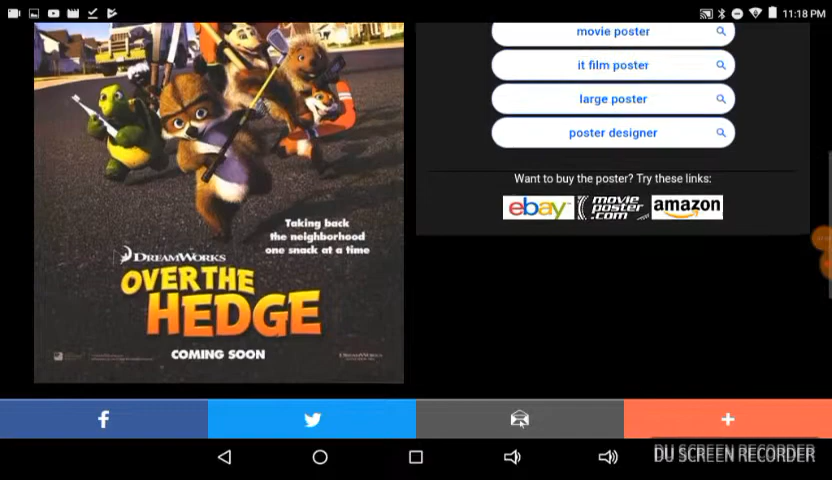 11:18 PM
movie poster
it film poster
large poster
poster designer
Want to buy the poster? Try these links:
ebay
movie
poster
.com
amazon
Taking back
the neighborhood
one snack at a time
DREAMWORKS
OVER THE
HEDGE
COMING SOON
DU SCREEN RECORDER